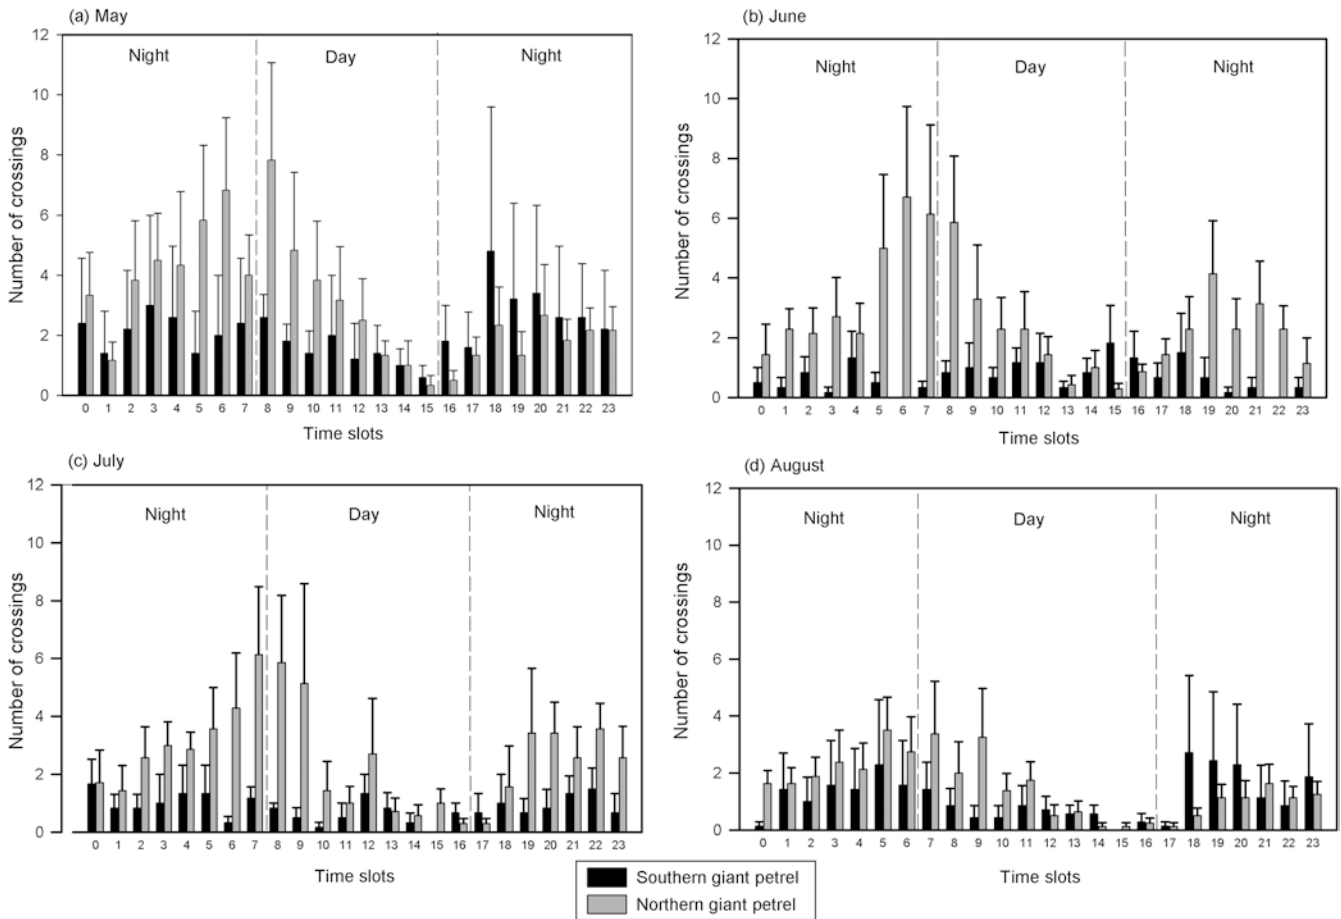 (a) May
Night Day Night
12
10
8
6
4
2
0
Number of crossings
0 1 2 3 4 5 6 7 8 9 10 11 12 13 14 15 16 17 18 19 20 21 22 23
Time slots
(b) June
Night Day Night
12
10
8
6
4
2
0
Number of crossings
0 1 2 3 4 5 6 7 8 9 10 11 12 13 14 15 16 17 18 19 20 21 22 23
Time slots
(c) July
Night Day Night
12
10
8
6
4
2
0
Number of crossings
0 1 2 3 4 5 6 7 8 9 10 11 12 13 14 15 16 17 18 19 20 21 22 23
Time slots
(d) August
Night Day Night
12
10
8
6
4
2
0
Number of crossings
0 1 2 3 4 5 6 7 8 9 10 11 12 13 14 15 16 17 18 19 20 21 22 23
Time slots
Southern giant petrel
Northern giant petrel